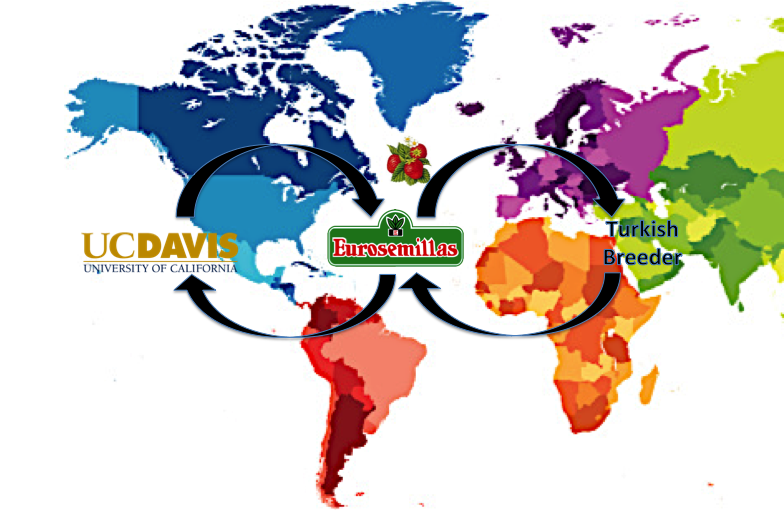 UCDAVIS
UNIVERSITY OF CALIFORNIA
Eurosemillas
Turkish
Breeder